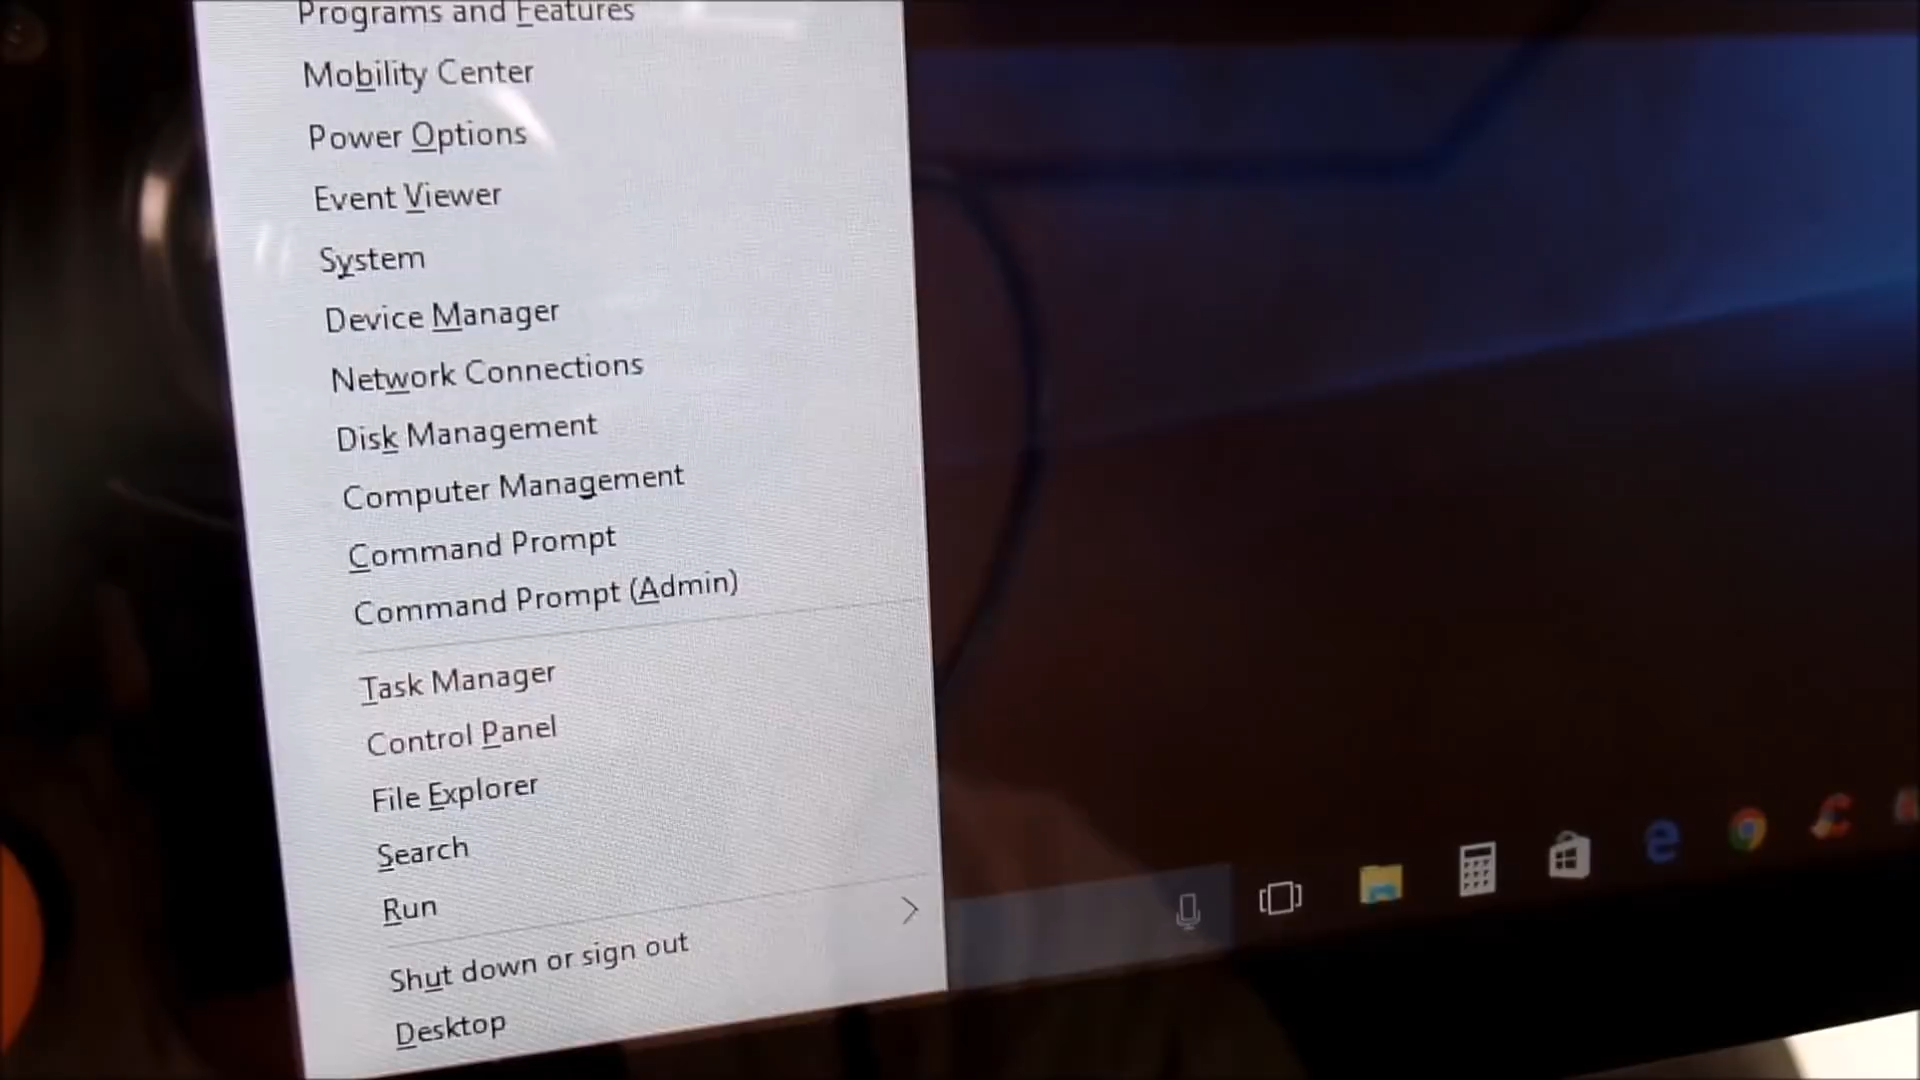 Programs and Features
Mobility Center
Power Options
Event Viewer
System
Device Manager
Network Connections
Disk Management
Computer Management
Command Prompt
Command Prompt (Admin)
Task Manager
Control Panel
File Explorer
Search
Run
Shut down or sign out
Desktop